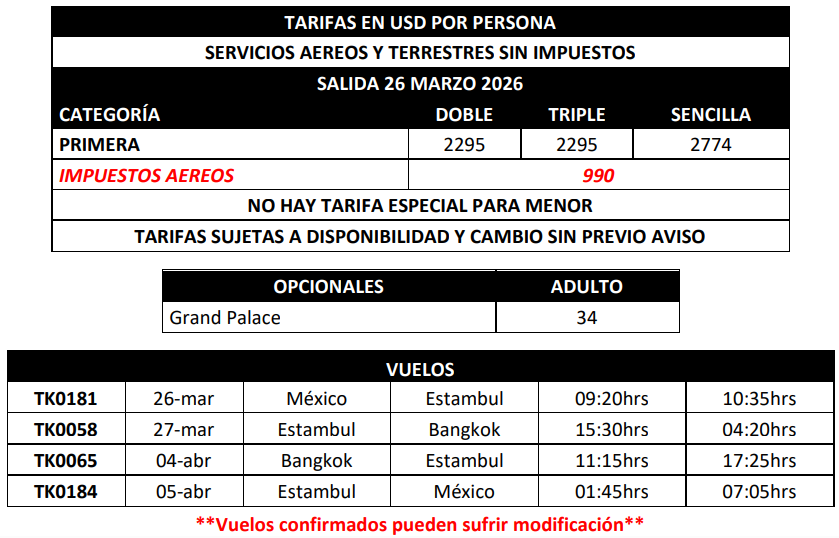 TARIFAS EN USD POR PERSONA
SERVICIOS AEREOS Y TERRESTRES SIN IMPUESTOS
SALIDA 26 MARZO 2026
CATEGORÍA DOBLE TRIPLE SENCILLA
PRIMERA 2295 2295 2774
IMPUESTOS AEREOS 990
NO HAY TARIFA ESPECIAL PARA MENOR
TARIFAS SUJETAS A DISPONIBILIDAD Y CAMBIO SIN PREVIO AVISO
OPCIONALES ADULTO
Grand Palace 34
VUELOS
TK0181 26-mar México Estambul 09:20hrs 10:35hrs
TK0058 27-mar Estambul Bangkok 15:30hrs 04:20hrs
TK0065 04-abr Bangkok Estambul 11:15hrs 17:25hrs
TK0184 05-abr Estambul México 01:45hrs 07:05hrs
**Vuelos confirmados pueden sufrir modificación**